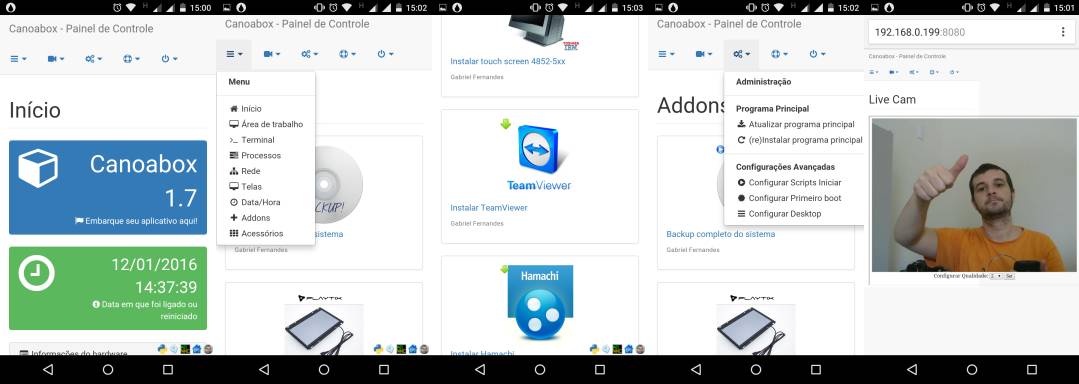 15:00
Canoabox - Painel de Controle
Início
Canoabox
1.7
Embarque seu aplicativo aqui!
12/01/2016
14:37:39
Data em que foi ligado ou
reiniciado
Informações do hardware
15:02
Canoabox - Painel de Controle
Menu
Início
Área de trabalho
Terminal
Processos
Rede
Telas
Data/Hora
Addons
Acessórios
KUP!
istema
Gabriel Fernandes
PLAYTIX
15:03
TOSHIBA
IBM
Instalar touch screen 4852-5xx
Gabriel Fernandes
TeamViewer
Instalar TeamViewer
Gabriel Fernandes
Hamachi
Instalar Hamachi
15:02
Canoabox - Painel de Controle
Administração
Programa Principal
Atualizar programa principal
(re)Instalar programa principal
Configurações Avançadas
Configurar Scripts Iniciar
Configurar Primeiro boot
Configurar Desktop
Addons
Backup completo do sistema
Gabriel Fernandes
PLAYTIX
15:01
192.168.0.199:8080
Canoabox - Painel de Controle
Live Cam
Configurar Qualidade:
Set